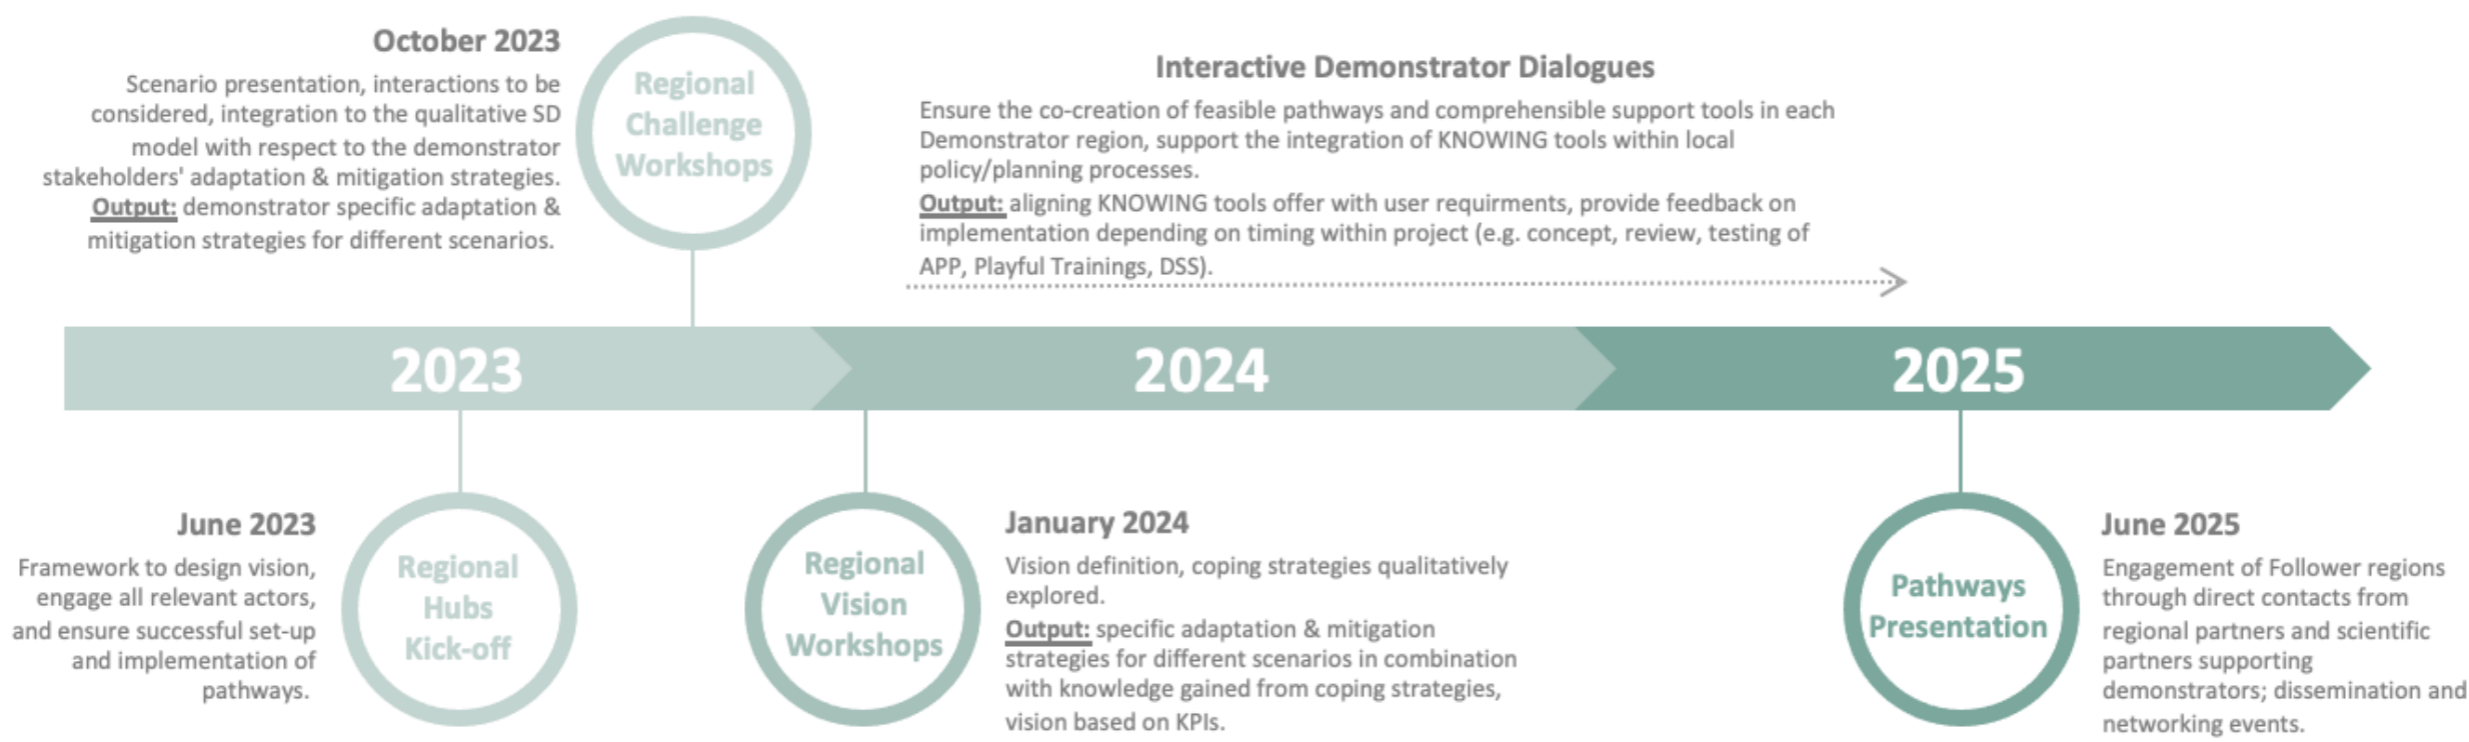 October 2023
Scenario presentation, interactions to be
considered, integration to the qualitative SD
model with respect to the demonstrator
stakeholders' adaptation & mitigation strategies.
Output: demonstrator specific adaptation &
mitigation strategies for different scenarios.
Regional
Challenge
Workshops
Interactive Demonstrator Dialogues
Ensure the co-creation of feasible pathways and comprehensible support tools in each
Demonstrator region, support the integration of KNOWING tools within local
policy/planning processes.
Output: aligning KNOWING tools offer with user requirments, provide feedback on
implementation depending on timing within project (e.g. concept, review, testing of
APP, Playful Trainings, DSS).
2023
2024
2025
June 2023
Framework to design vision,
engage all relevant actors,
and ensure successful set-up
and implementation of
pathways.
Regional
Hubs
Kick-off
Regional
Vision
Workshops
January 2024
Vision definition, coping strategies qualitatively
explored.
Output: specific adaptation & mitigation
strategies for different scenarios in combination
with knowledge gained from coping strategies,
vision based on KPIs.
Pathways
Presentation
June 2025
Engagement of Follower regions
through direct contacts from
regional partners and scientific
partners supporting
demonstrators; dissemination and
networking events.